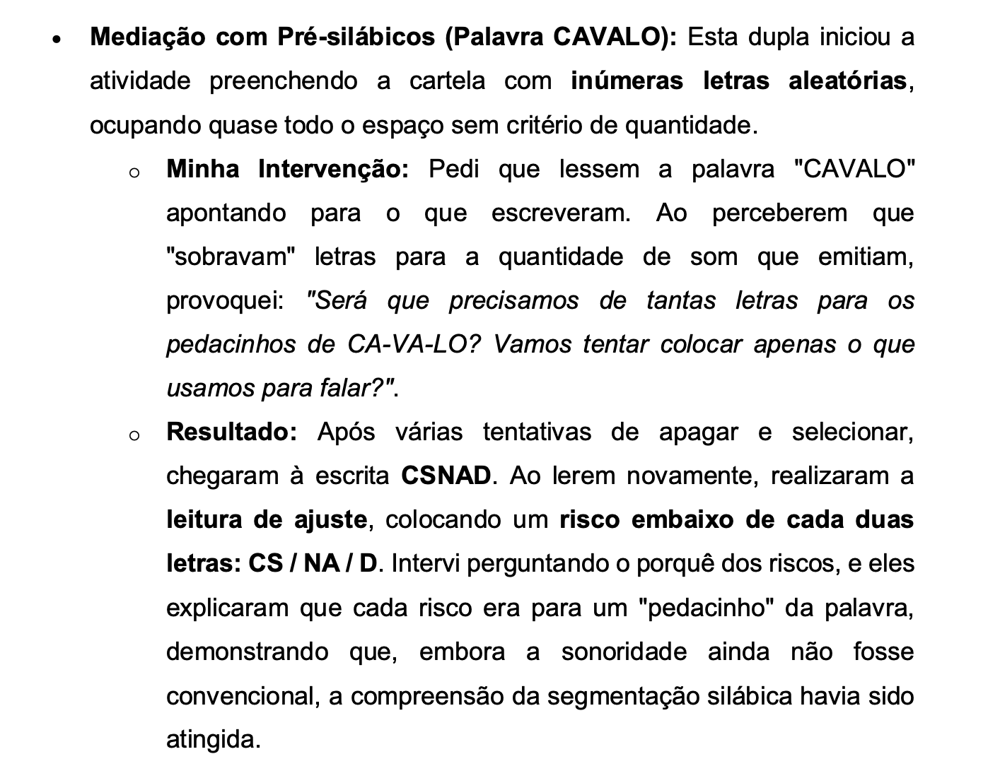 • Mediação com Pré-silábicos (Palavra CAVALO): Esta dupla iniciou a
atividade preenchendo a cartela com inúmeras letras aleatórias,
ocupando quase todo o espaço sem critério de quantidade.
o Minha Intervenção: Pedi que lessem a palavra "CAVALO"
apontando para o que escreveram. Ao perceberem que
"sobravam" letras para a quantidade de som que emitiam,
provoquei: "Será que precisamos de tantas letras para os
pedacinhos de CA-VA-LO? Vamos tentar colocar apenas o que
usamos para falar?".
o Resultado: Após várias tentativas de apagar e selecionar,
chegaram à escrita CSNAD. Ao lerem novamente, realizaram a
leitura de ajuste, colocando um risco embaixo de cada duas
letras: CS / NA / D. Intervi perguntando o porquê dos riscos, e eles
explicaram que cada risco era para um "pedacinho" da palavra,
demonstrando que, embora a sonoridade ainda não fosse
convencional, a compreensão da segmentação silábica havia sido
atingida.